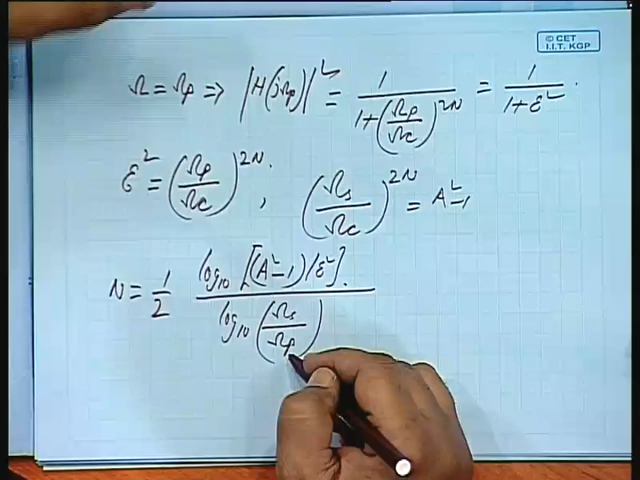 © CET
I.I.T. KGP
Ω = Ωp ⇒ |H(jΩp)|² = 1 / (1+(Ωp/Ωc)^2N) = 1 / (1+ε²).
ε² = (Ωp/Ωc)^2N, (Ωs/Ωc)^2N = A²-1
N = 1/2 log10 [(A²-1)/ε²] / log10 (Ωs/Ωp)